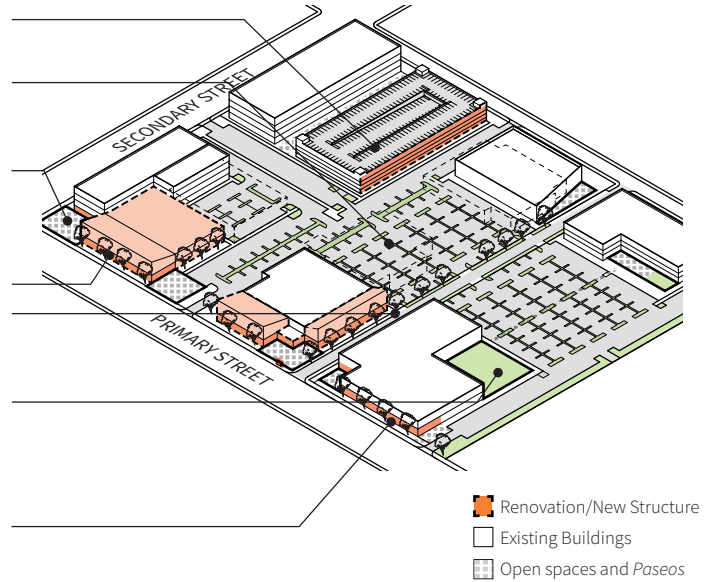 SECONDARY STREET
PRIMARY STREET
Renovation/New Structure
Existing Buildings
Open spaces and Paseos